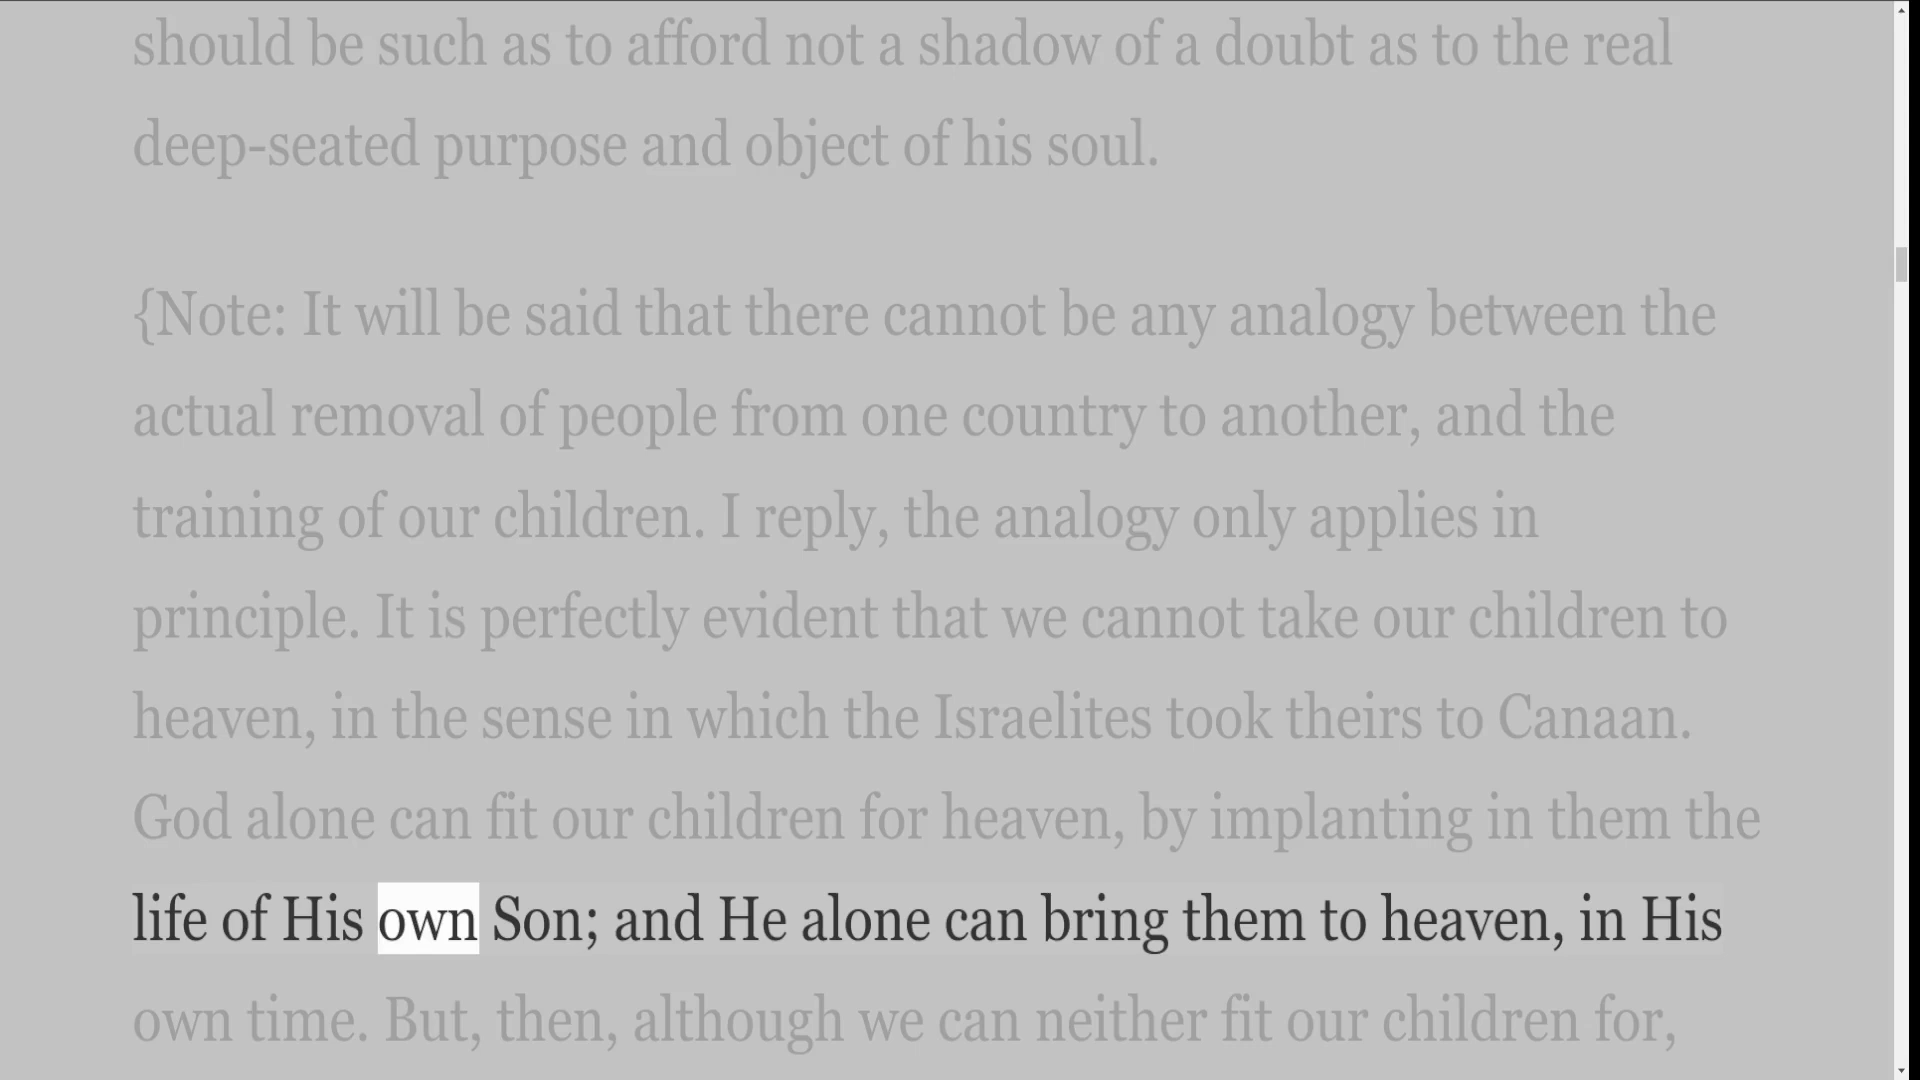 should be such as to afford not a shadow of a doubt as to the real
deep-seated purpose and object of his soul.
{Note: It will be said that there cannot be any analogy between the
actual removal of people from one country to another, and the
training of our children. I reply, the analogy only applies in
principle. It is perfectly evident that we cannot take our children to
heaven, in the sense in which the Israelites took theirs to Canaan.
God alone can fit our children for heaven, by implanting in them the
life of His own Son; and He alone can bring them to heaven, in His
own time. But, then, although we can neither fit our children for,